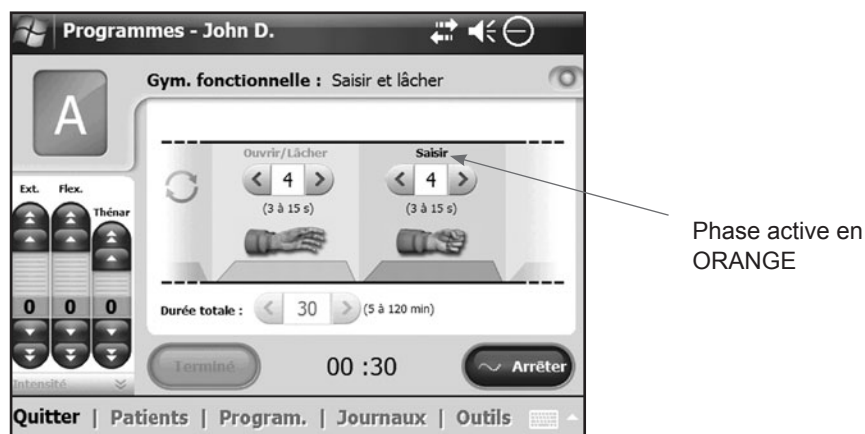 Programmes - John D.
A
Gym. fonctionnelle : Saisir et lâcher
Ouvrir/Lâcher
Saisir
4
4
(3 à 15 s)
(3 à 15 s)
Ext.
Flex.
Thénar
0
0
0
Intensité
Durée totale :
30
(5 à 120 min)
Terminé
00 :30
Arrêter
Quitter | Patients | Program. | Journaux | Outils
Phase active en
ORANGE